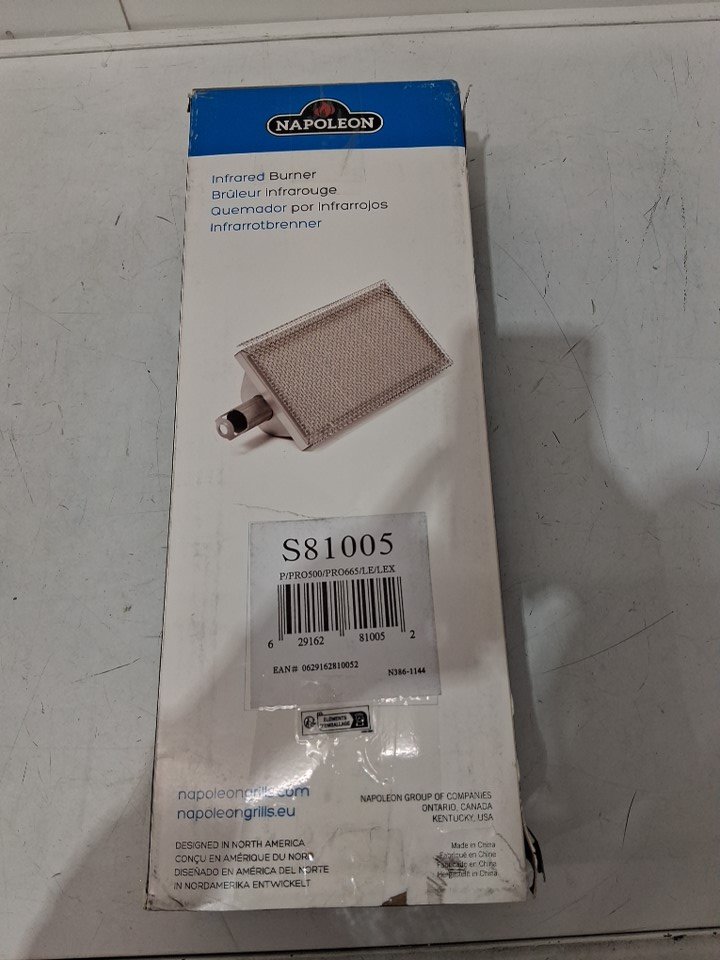 NAPOLEON
Infrared Burner
Brûleur Infrarouge
Quemador por Infrarrojos
Infrarrotbrenner
S81005
P/PRO500/PRO665/LE/LEX
6 29162 81005 2
EAN# 0629162810052
N386-1144
ÉLÉMENTS
D'EMBALLAGE
napoleongrills.com
napoleongrills.eu
NAPOLEON GROUP OF COMPANIES
ONTARIO, CANADA
KENTUCKY, USA
DESIGNED IN NORTH AMERICA
CONÇU EN AMÉRIQUE DU NORD
DISEÑADO EN AMÉRICA DEL NORTE
IN NORDAMERIKA ENTWICKELT
Made in China
Fabriqué en Chine
Fabricado en China
Hergestellt in China